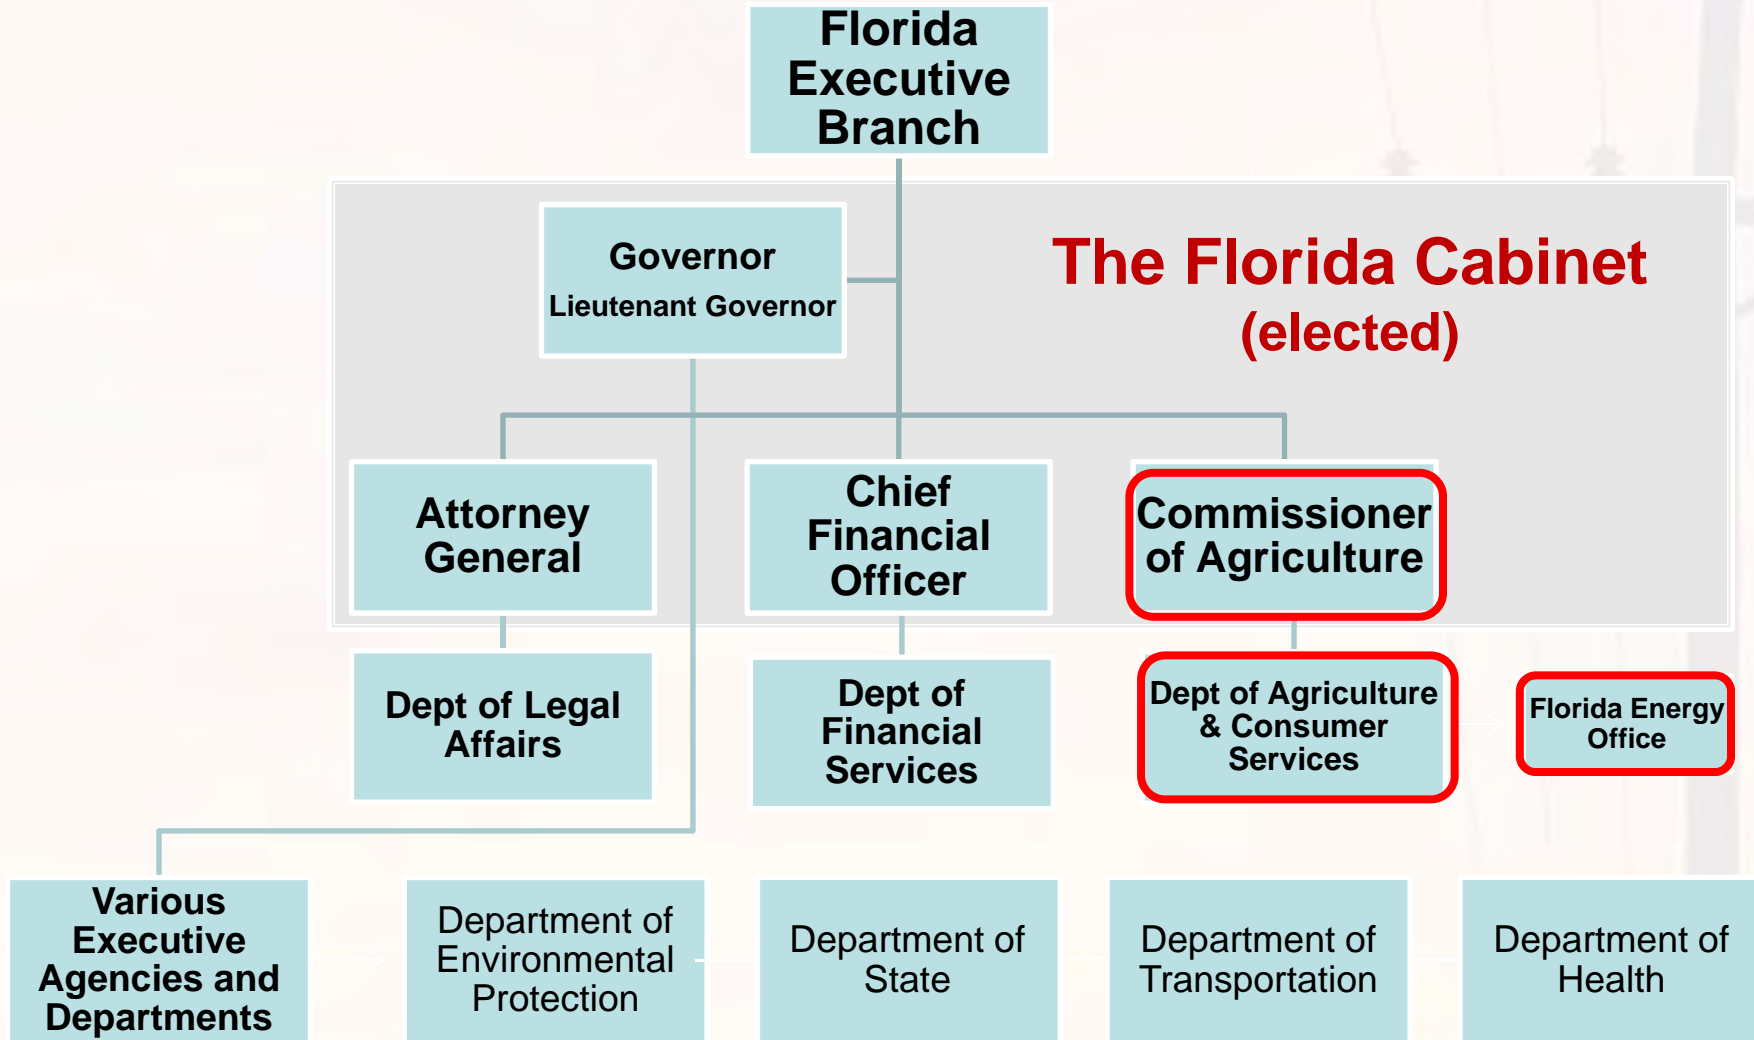 Florida
Executive
Branch
Governor
Lieutenant Governor
The Florida Cabinet
(elected)
Attorney
General
Chief
Financial
Officer
Commissioner
of Agriculture
Dept of Legal
Affairs
Dept of
Financial
Services
Dept of Agriculture
& Consumer
Services
Florida Energy
Office
Various
Executive
Agencies and
Departments
Department of
Environmental
Protection
Department of
State
Department of
Transportation
Department of
Health